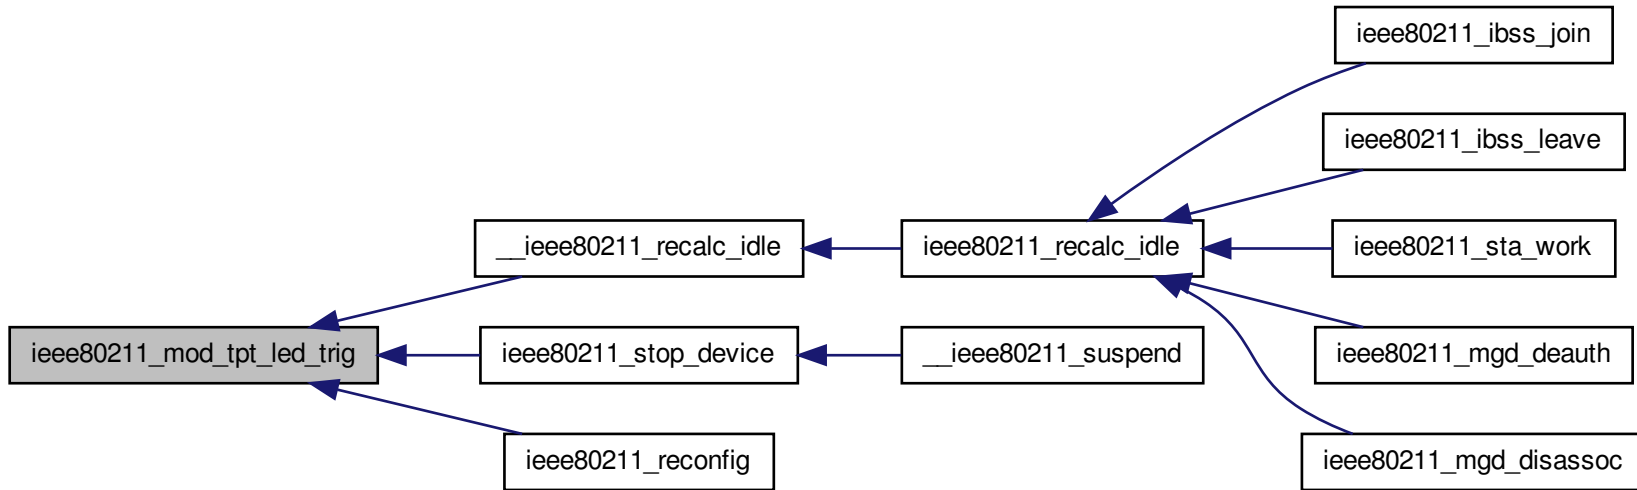 ieee80211_ibss_join
ieee80211_ibss_leave
__ieee80211_recalc_idle
ieee80211_recalc_idle
ieee80211_sta_work
ieee80211_mod_tpt_led_trig
ieee80211_stop_device
__ieee80211_suspend
ieee80211_mgd_deauth
ieee80211_reconfig
ieee80211_mgd_disassoc